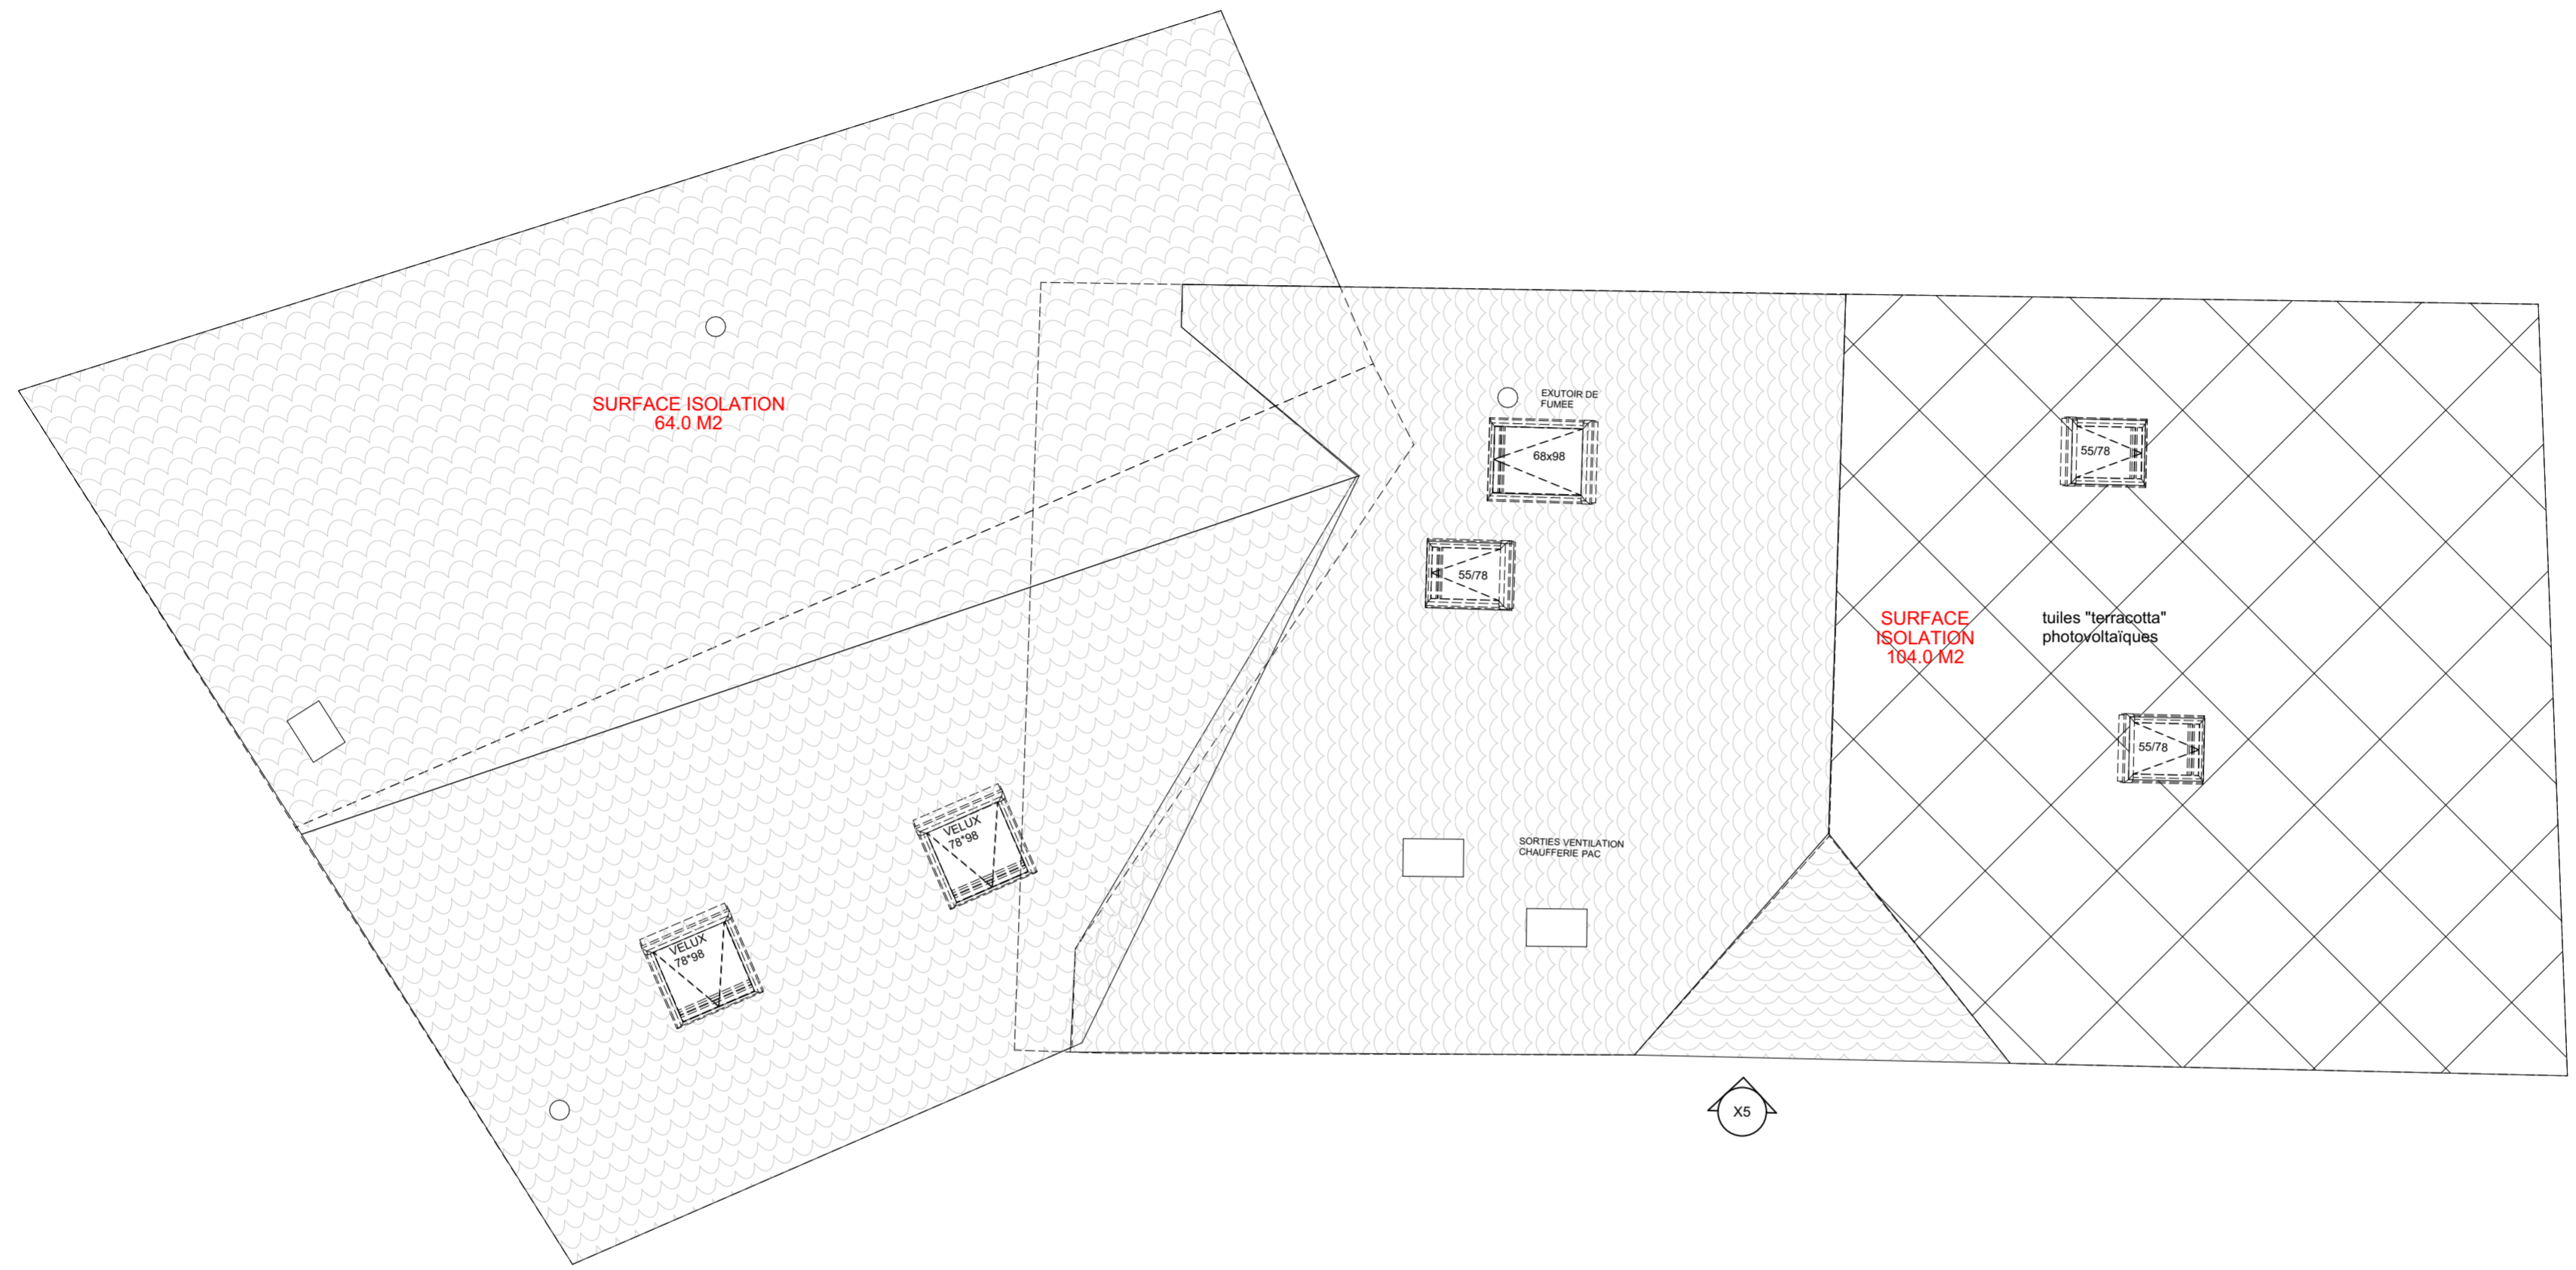 SURFACE ISOLATION
64.0 M2
EXUTOIR DE
FUMEE
68x98
55/78
55/78
SURFACE
ISOLATION
104.0 M2
tuiles "terracotta"
photovoltaïques
55/78
VELUX
78*98
VELUX
78*98
SORTIES VENTILATION
CHAUFFERIE PAC
X5